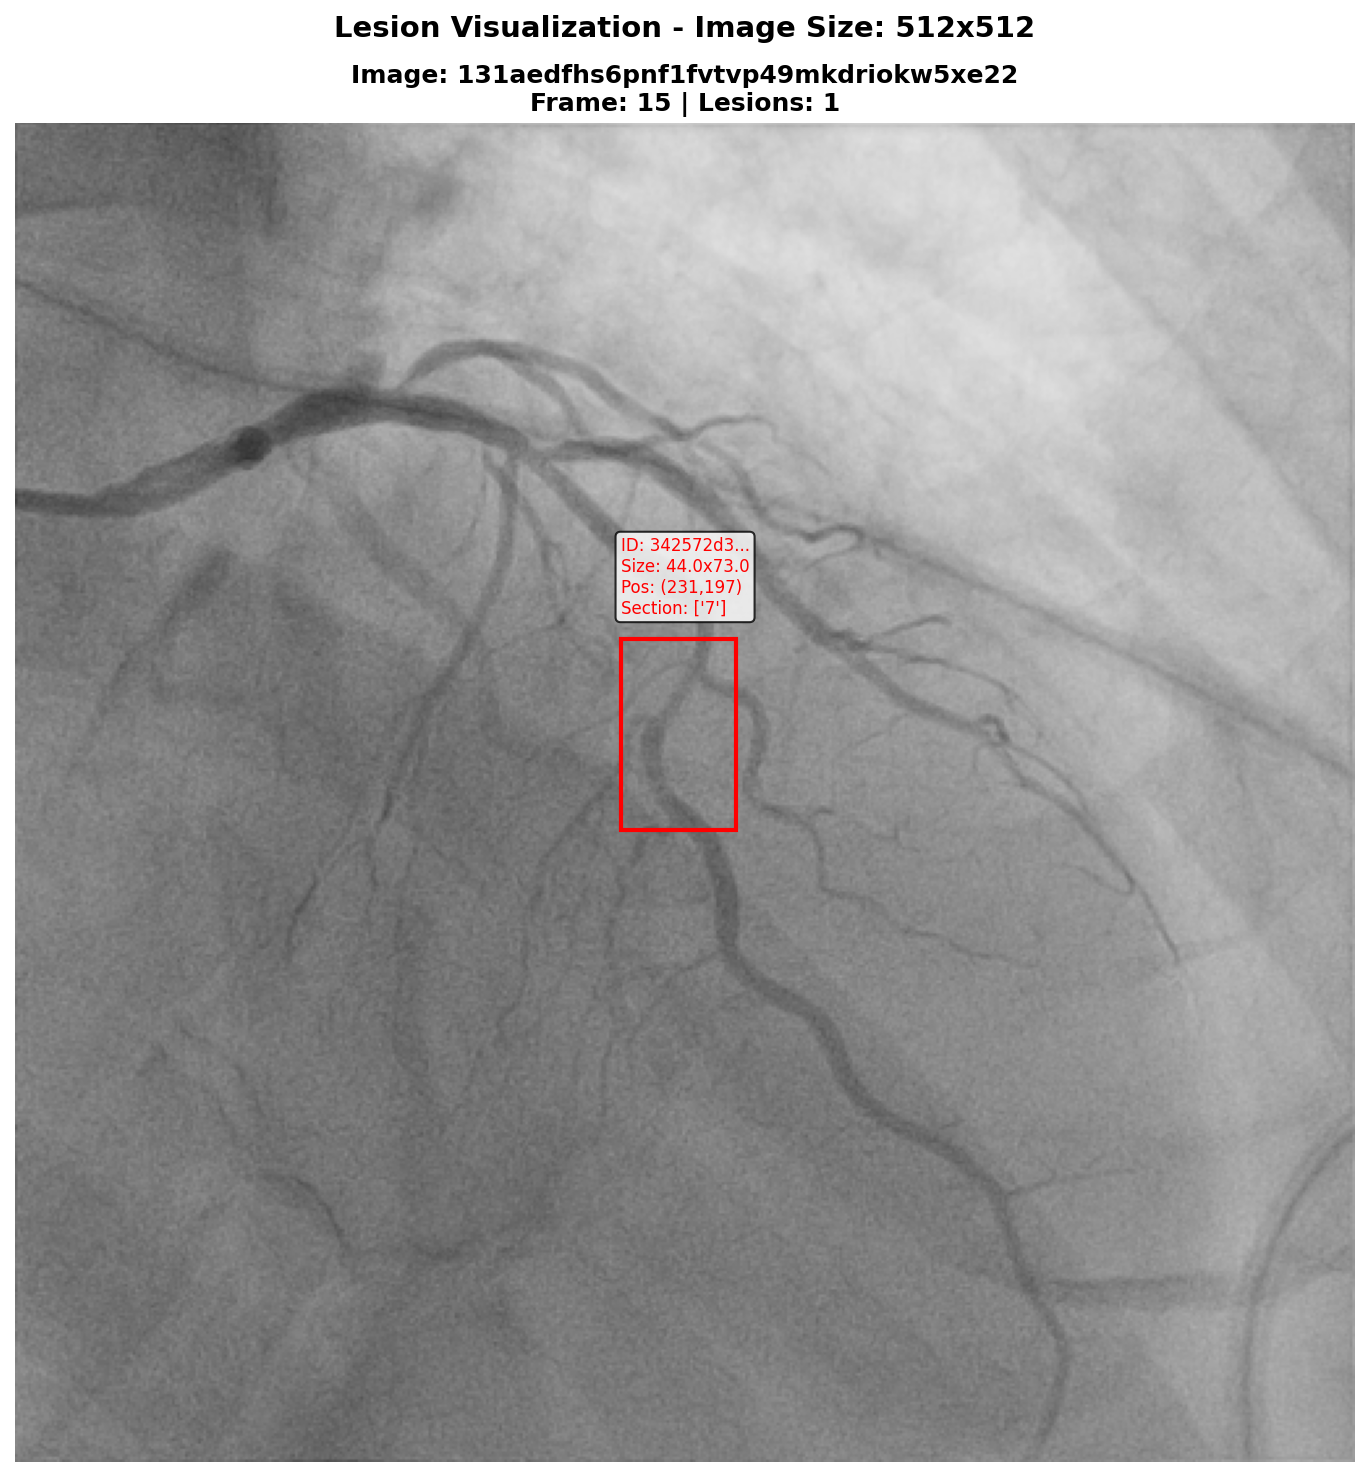 Lesion Visualization - Image Size: 512x512
Image: 131aedfhs6pnf1fvtvp49mkdriokw5xe22
Frame: 15 | Lesions: 1
ID: 342572d3...
Size: 44.0x73.0
Pos: (231,197)
Section: ['7']